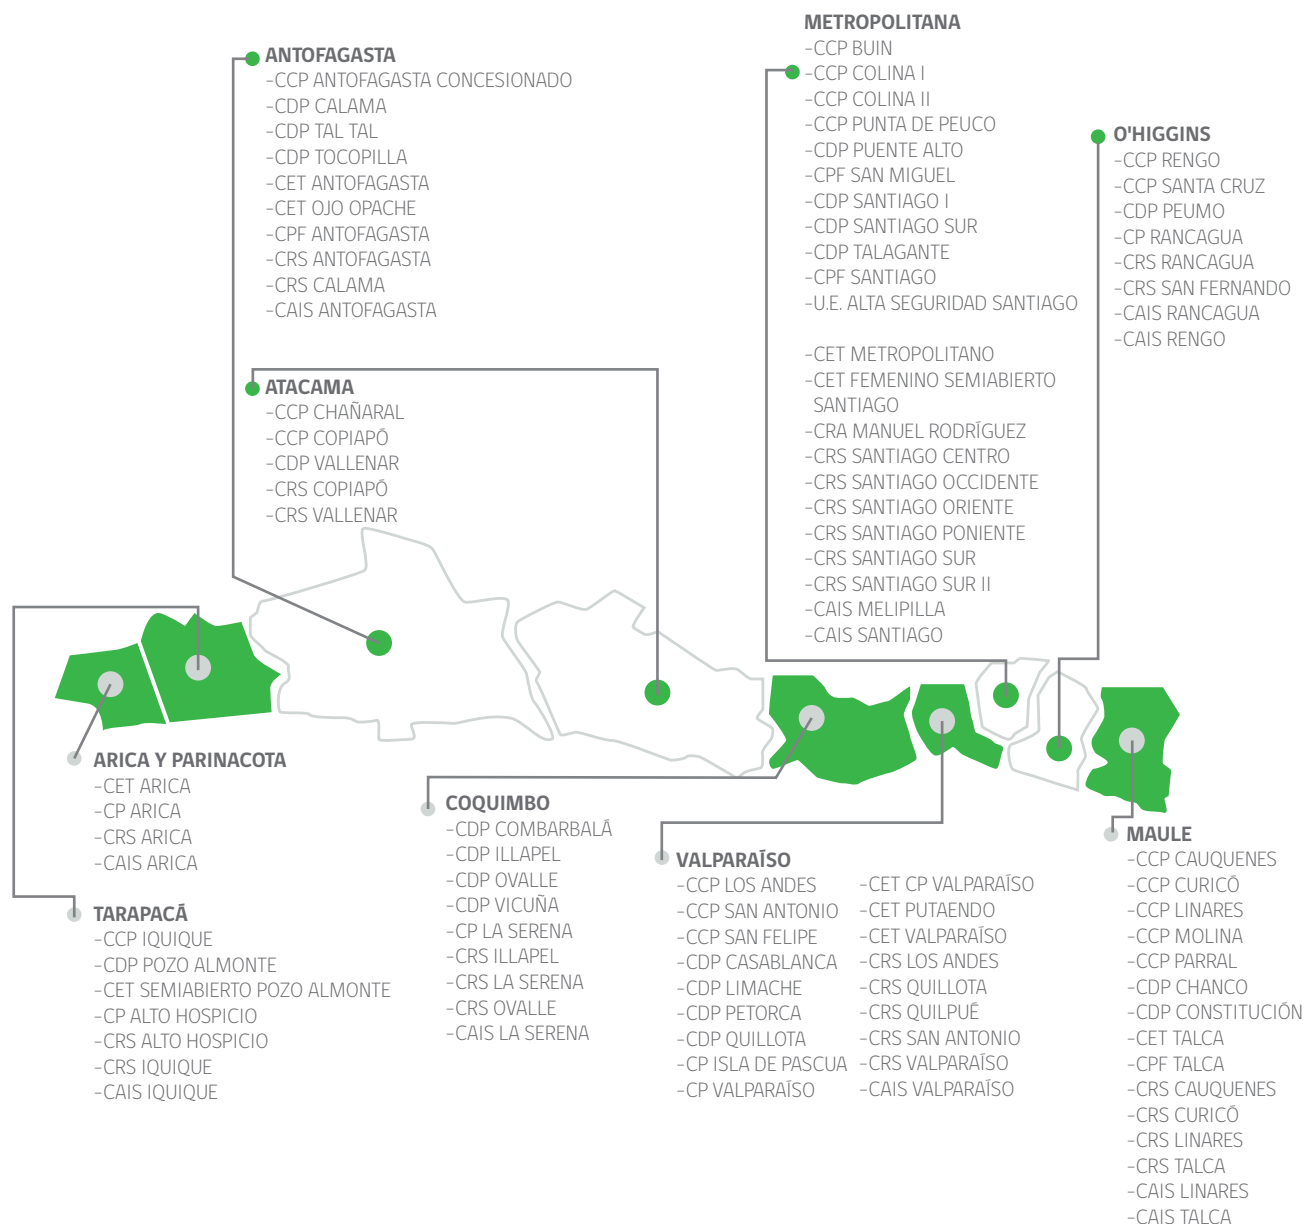 ANTOFAGASTA
-CCP ANTOFAGASTA CONCESIONADO
-CDP CALAMA
-CDP TAL TAL
-CDP TOCOPILLA
-CET ANTOFAGASTA
-CET OJO OPACHE
-CPF ANTOFAGASTA
-CRS ANTOFAGASTA
-CRS CALAMA
-CAIS ANTOFAGASTA
ATACAMA
-CCP CHAÑARAL
-CCP COPIAPÓ
-CDP VALLENAR
-CRS COPIAPÓ
-CRS VALLENAR
METROPOLITANA
-CCP BUIN
-CCP COLINA I
-CCP COLINA II
-CCP PUNTA DE PEUCO
-CDP PUENTE ALTO
-CPF SAN MIGUEL
-CDP SANTIAGO I
-CDP SANTIAGO SUR
-CDP TALAGANTE
-CPF SANTIAGO
-U.E. ALTA SEGURIDAD SANTIAGO
-CET METROPOLITANO
-CET FEMENINO SEMIABIERTO
SANTIAGO
-CRA MANUEL RODRÍGUEZ
-CRS SANTIAGO CENTRO
-CRS SANTIAGO OCCIDENTE
-CRS SANTIAGO ORIENTE
-CRS SANTIAGO PONIENTE
-CRS SANTIAGO SUR
-CRS SANTIAGO SUR II
-CAIS MELIPILLA
-CAIS SANTIAGO
O'HIGGINS
-CCP RENGO
-CCP SANTA CRUZ
-CDP PEUMO
-CP RANCAGUA
-CRS RANCAGUA
-CRS SAN FERNANDO
-CAIS RANCAGUA
-CAIS RENGO
ARICA Y PARINACOTA
-CET ARICA
-CP ARICA
-CRS ARICA
-CAIS ARICA
TARAPACÁ
-CCP IQUIQUE
-CDP POZO ALMONTE
-CET SEMIABIERTO POZO ALMONTE
-CP ALTO HOSPICIO
-CRS ALTO HOSPICIO
-CRS IQUIQUE
-CAIS IQUIQUE
COQUIMBO
-CDP COMBARBALÁ
-CDP ILLAPEL
-CDP OVALLE
-CDP VICUÑA
-CP LA SERENA
-CRS ILLAPEL
-CRS LA SERENA
-CRS OVALLE
-CAIS LA SERENA
VALPARAÍSO
-CCP LOS ANDES
-CCP SAN ANTONIO
-CCP SAN FELIPE
-CDP CASABLANCA
-CDP LIMACHE
-CDP PETORCA
-CDP QUILLOTA
-CP ISLA DE PASCUA
-CP VALPARAÍSO
-CET CP VALPARAÍSO
-CET PUTAENDO
-CET VALPARAÍSO
-CRS LOS ANDES
-CRS QUILLOTA
-CRS QUILPUÉ
-CRS SAN ANTONIO
-CRS VALPARAÍSO
-CAIS VALPARAÍSO
MAULE
-CCP CAUQUENES
-CCP CURICÓ
-CCP LINARES
-CCP MOLINA
-CCP PARRAL
-CDP CHANCO
-CDP CONSTITUCIÓN
-CET TALCA
-CPF TALCA
-CRS CAUQUENES
-CRS CURICÓ
-CRS LINARES
-CRS TALCA
-CAIS LINARES
-CAIS TALCA